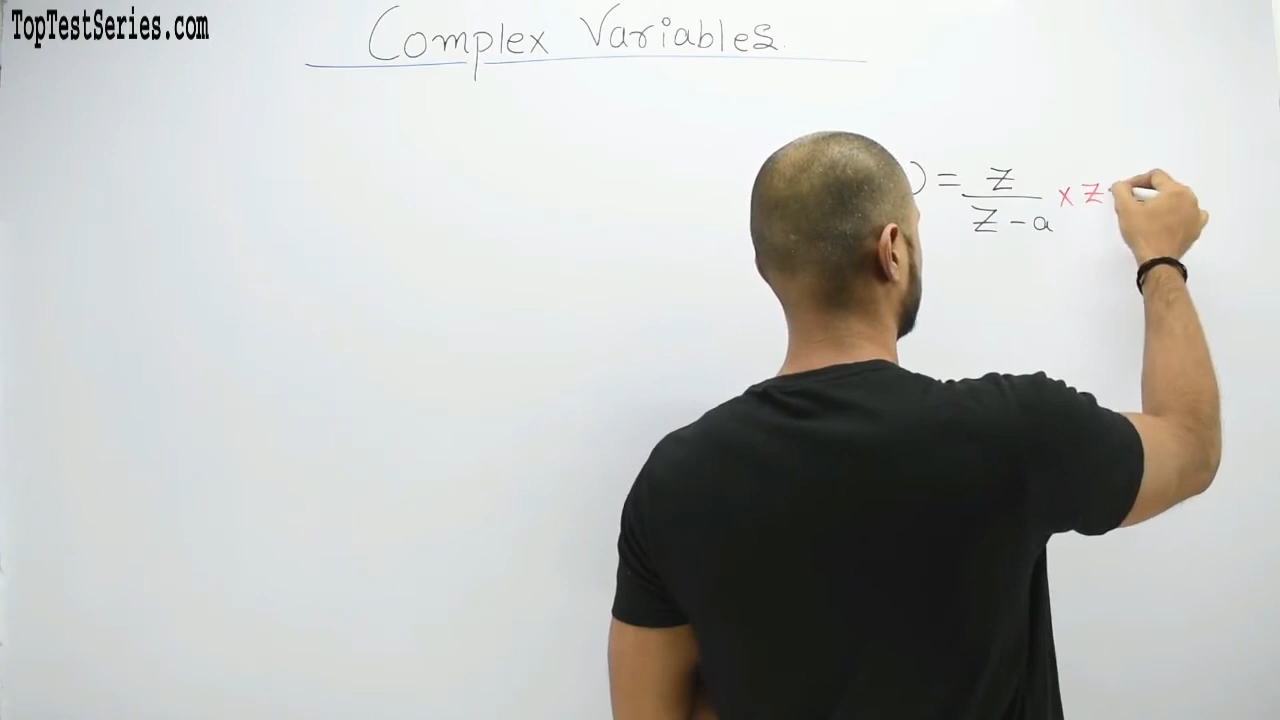 TopTestSeries.com
Complex Variables.
) = z / z - a × z